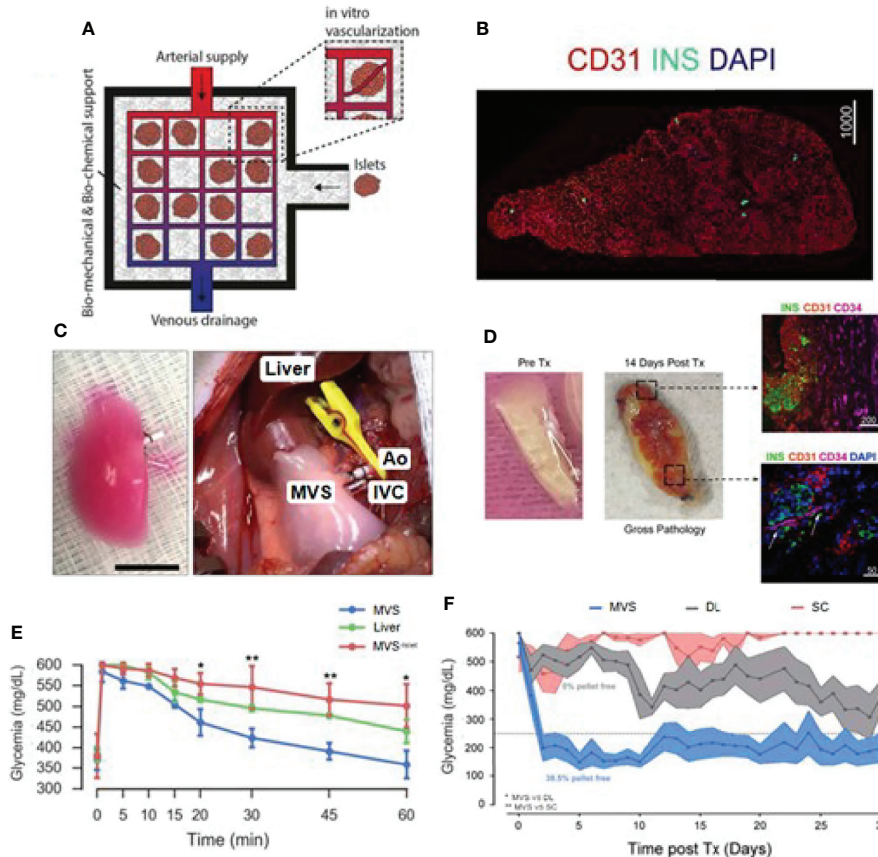 A
in vitro
vascularization
Arterial supply
Bio-mechanical & Bio-chemical support
Islets
Venous drainage
B
CD31 INS DAPI
1000
C
Liver
Ao
MVS
IVC
D
Pre Tx
14 Days Post Tx
Gross Pathology
INS CD31 CD34
200
INS CD31 CD34 DAPI
50
E
MVS
Liver
MVS
Glycemia (mg/dL)
600
550
500
450
400
350
300
*
**
**
*
0
5
10
15
20
30
45
60
Time (min)
F
MVS
DL
SC
Glycemia (mg/dL)
600
500
400
300
200
100
0
0% pellet free
38.5% pellet free
* MVS vs DL
** MVS vs SC
0
5
10
15
20
25
Time post Tx (Days)